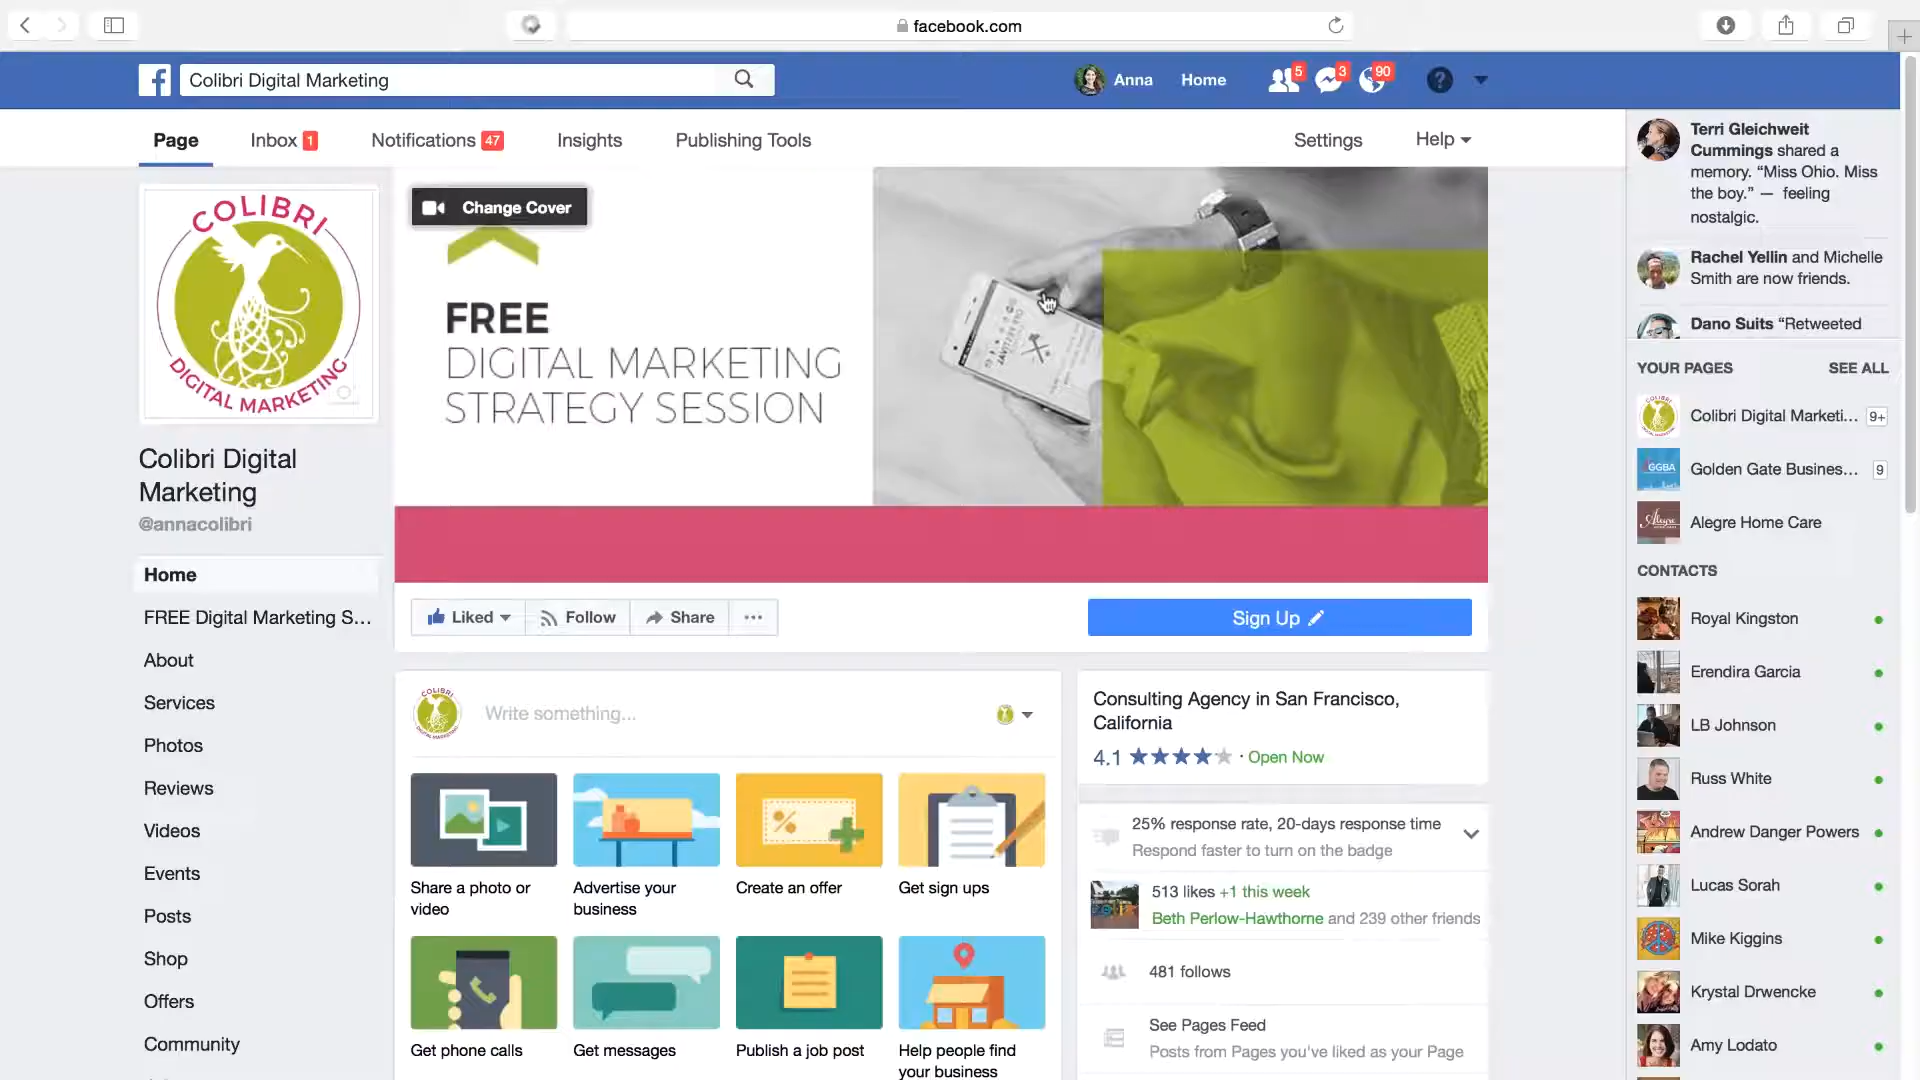 facebook.com
Colibri Digital Marketing
Anna
Home
5
3
90
Page
Inbox 1
Notifications 47
Insights
Publishing Tools
Settings
Help
COLIBRI
DIGITAL MARKETING
Change Cover
FREE
DIGITAL MARKETING
STRATEGY SESSION
Colibri Digital
Marketing
@annacolibri
Home
FREE Digital Marketing S...
About
Services
Photos
Reviews
Videos
Events
Posts
Shop
Offers
Community
Liked
Follow
Share
Sign Up
Write something...
Share a photo or
video
Advertise your
business
Create an offer
Get sign ups
Get phone calls
Get messages
Publish a job post
Help people find
your business
Consulting Agency in San Francisco,
California
4.1 · Open Now
25% response rate, 20-days response time
Respond faster to turn on the badge
513 likes +1 this week
Beth Perlow-Hawthorne and 239 other friends
481 follows
See Pages Feed
Posts from Pages you've liked as your Page
Terri Gleichweit
Cummings shared a
memory. “Miss Ohio. Miss
the boy.” — feeling
nostalgic.
Rachel Yellin and Michelle
Smith are now friends.
Dano Suits “Retweeted
YOUR PAGES
SEE ALL
Colibri Digital Marketi... 9+
GGBA
Golden Gate Busines... 9
Alegre
Alegre Home Care
CONTACTS
Royal Kingston
Erendira Garcia
LB Johnson
Russ White
Andrew Danger Powers
Lucas Sorah
Mike Kiggins
Krystal Drwencke
Amy Lodato